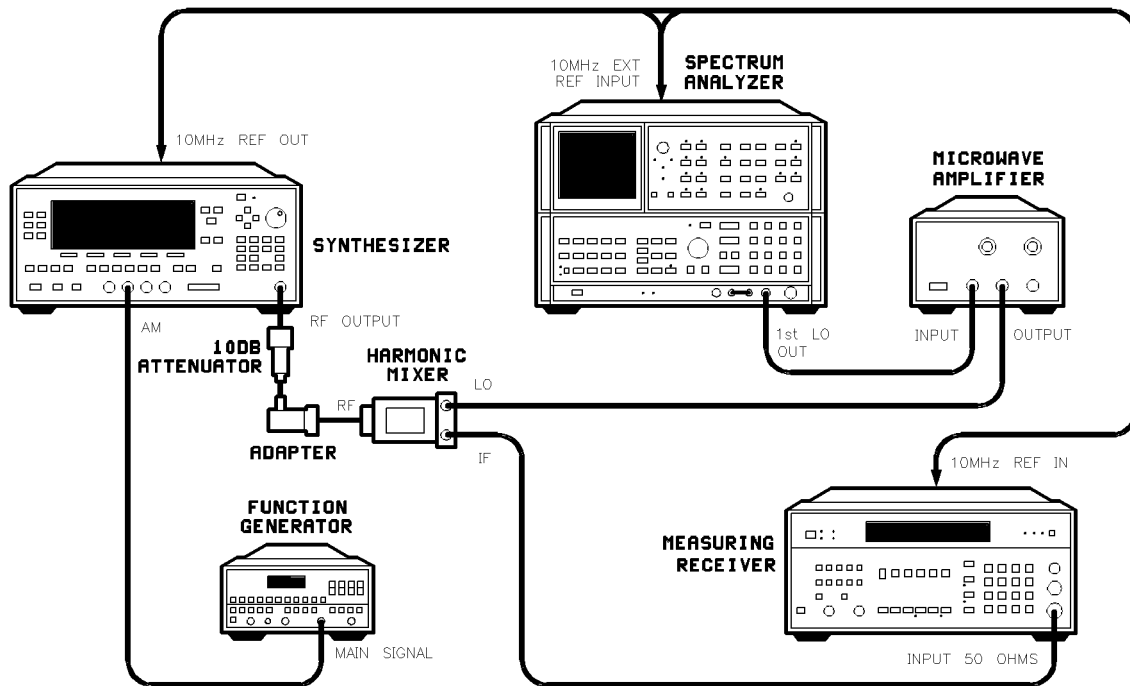 10MHz EXT
REF INPUT
SPECTRUM
ANALYZER
10MHz REF OUT
MICROWAVE
AMPLIFIER
SYNTHESIZER
AM
RF OUTPUT
1st LO
OUT
INPUT
OUTPUT
10DB
ATTENUATOR
HARMONIC
MIXER
LO
RF
ADAPTER
IF
10MHz REF IN
FUNCTION
GENERATOR
MEASURING
RECEIVER
MAIN SIGNAL
INPUT 50 OHMS